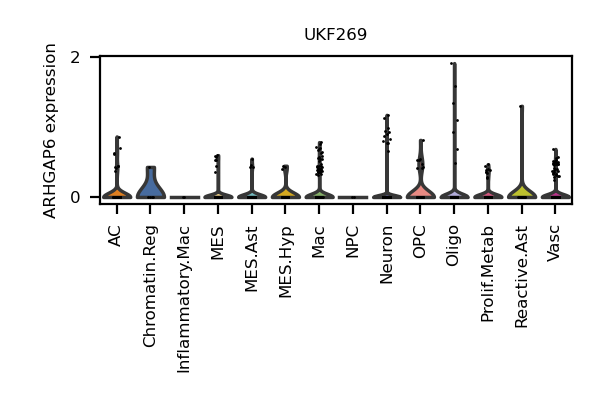 UKF269
ARHGAP6 expression
2
0
AC
Chromatin.Reg
Inflammatory.Mac
MES
MES.Ast
MES.Hyp
Mac
NPC
Neuron
OPC
Oligo
Prolif.Metab
Reactive.Ast
Vasc